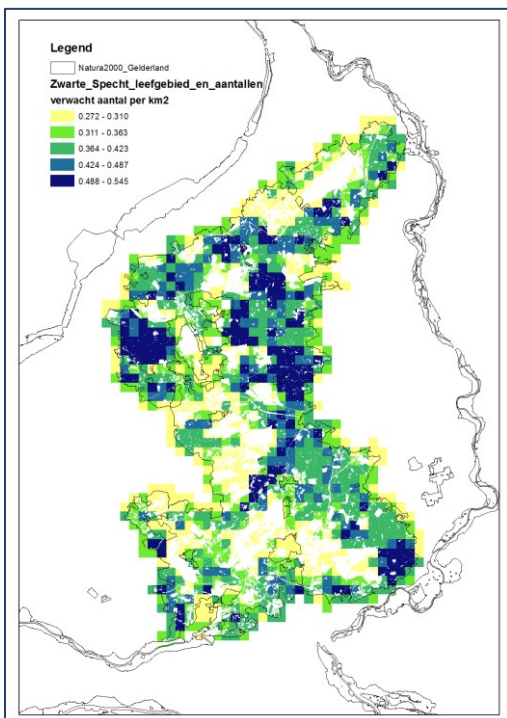 Legend
Natura2000_Gelderland
Zwarte_Specht_leefgebied_en_aantallen
verwacht aantal per km2
0.272 - 0.310
0.311 - 0.363
0.364 - 0.423
0.424 - 0.487
0.488 - 0.545